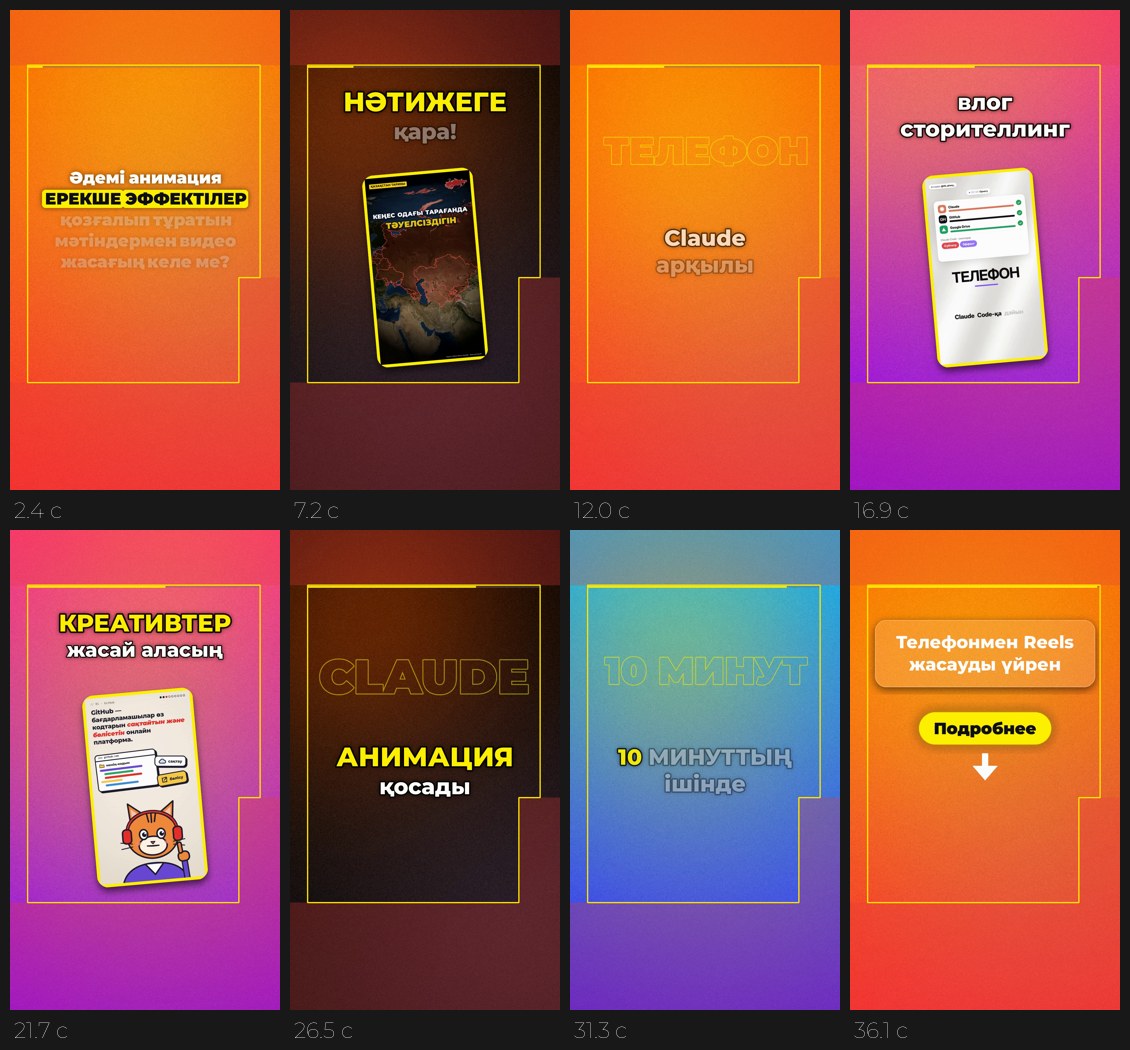 Әдемі анимация
ЕРЕКШЕ ЭФФЕКТІЛЕР
қозғалып тұратын
мәтіндермен видео
жасағың келе ме?
2.4 с
НӘТИЖЕГЕ
қара!
КЕҢЕС ОДАҒЫ ТАРАҒАНДА
ТӘУЕЛСІЗДІГІН
7.2 с
ТЕЛЕФОН
Claude
арқылы
12.0 с
влог
сторителлинг
Claude
GitHub
Google Drive
ТЕЛЕФОН
Claude Code-қа
16.9 с
КРЕАТИВТЕР
жасай аласың
GitHub —
бағдарламашылар өз
кодтарын сақтайтын және
бөлісетін онлайн
платформа.
21.7 с
CLAUDE
АНИМАЦИЯ
қосады
26.5 с
10 МИНУТ
10 МИНУТТЫҢ
ішінде
31.3 с
Телефонмен Reels
жасауды үйрен
Подробнее
36.1 с